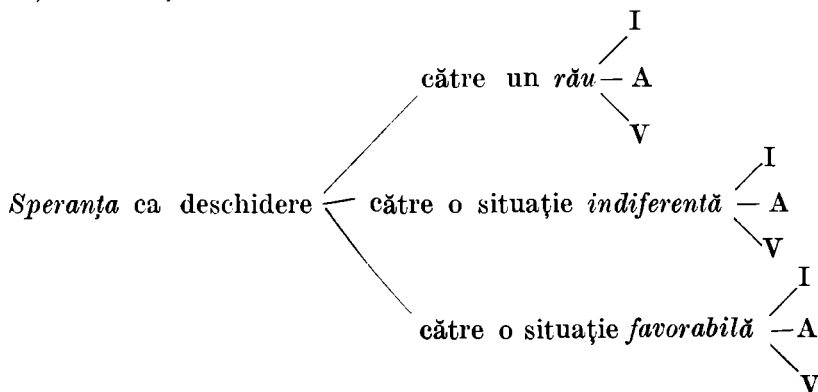 I
către un rău — A
V
I
Speranța ca deschidere — către o situație indiferentă — A
V
I
către o situație favorabilă — A
V